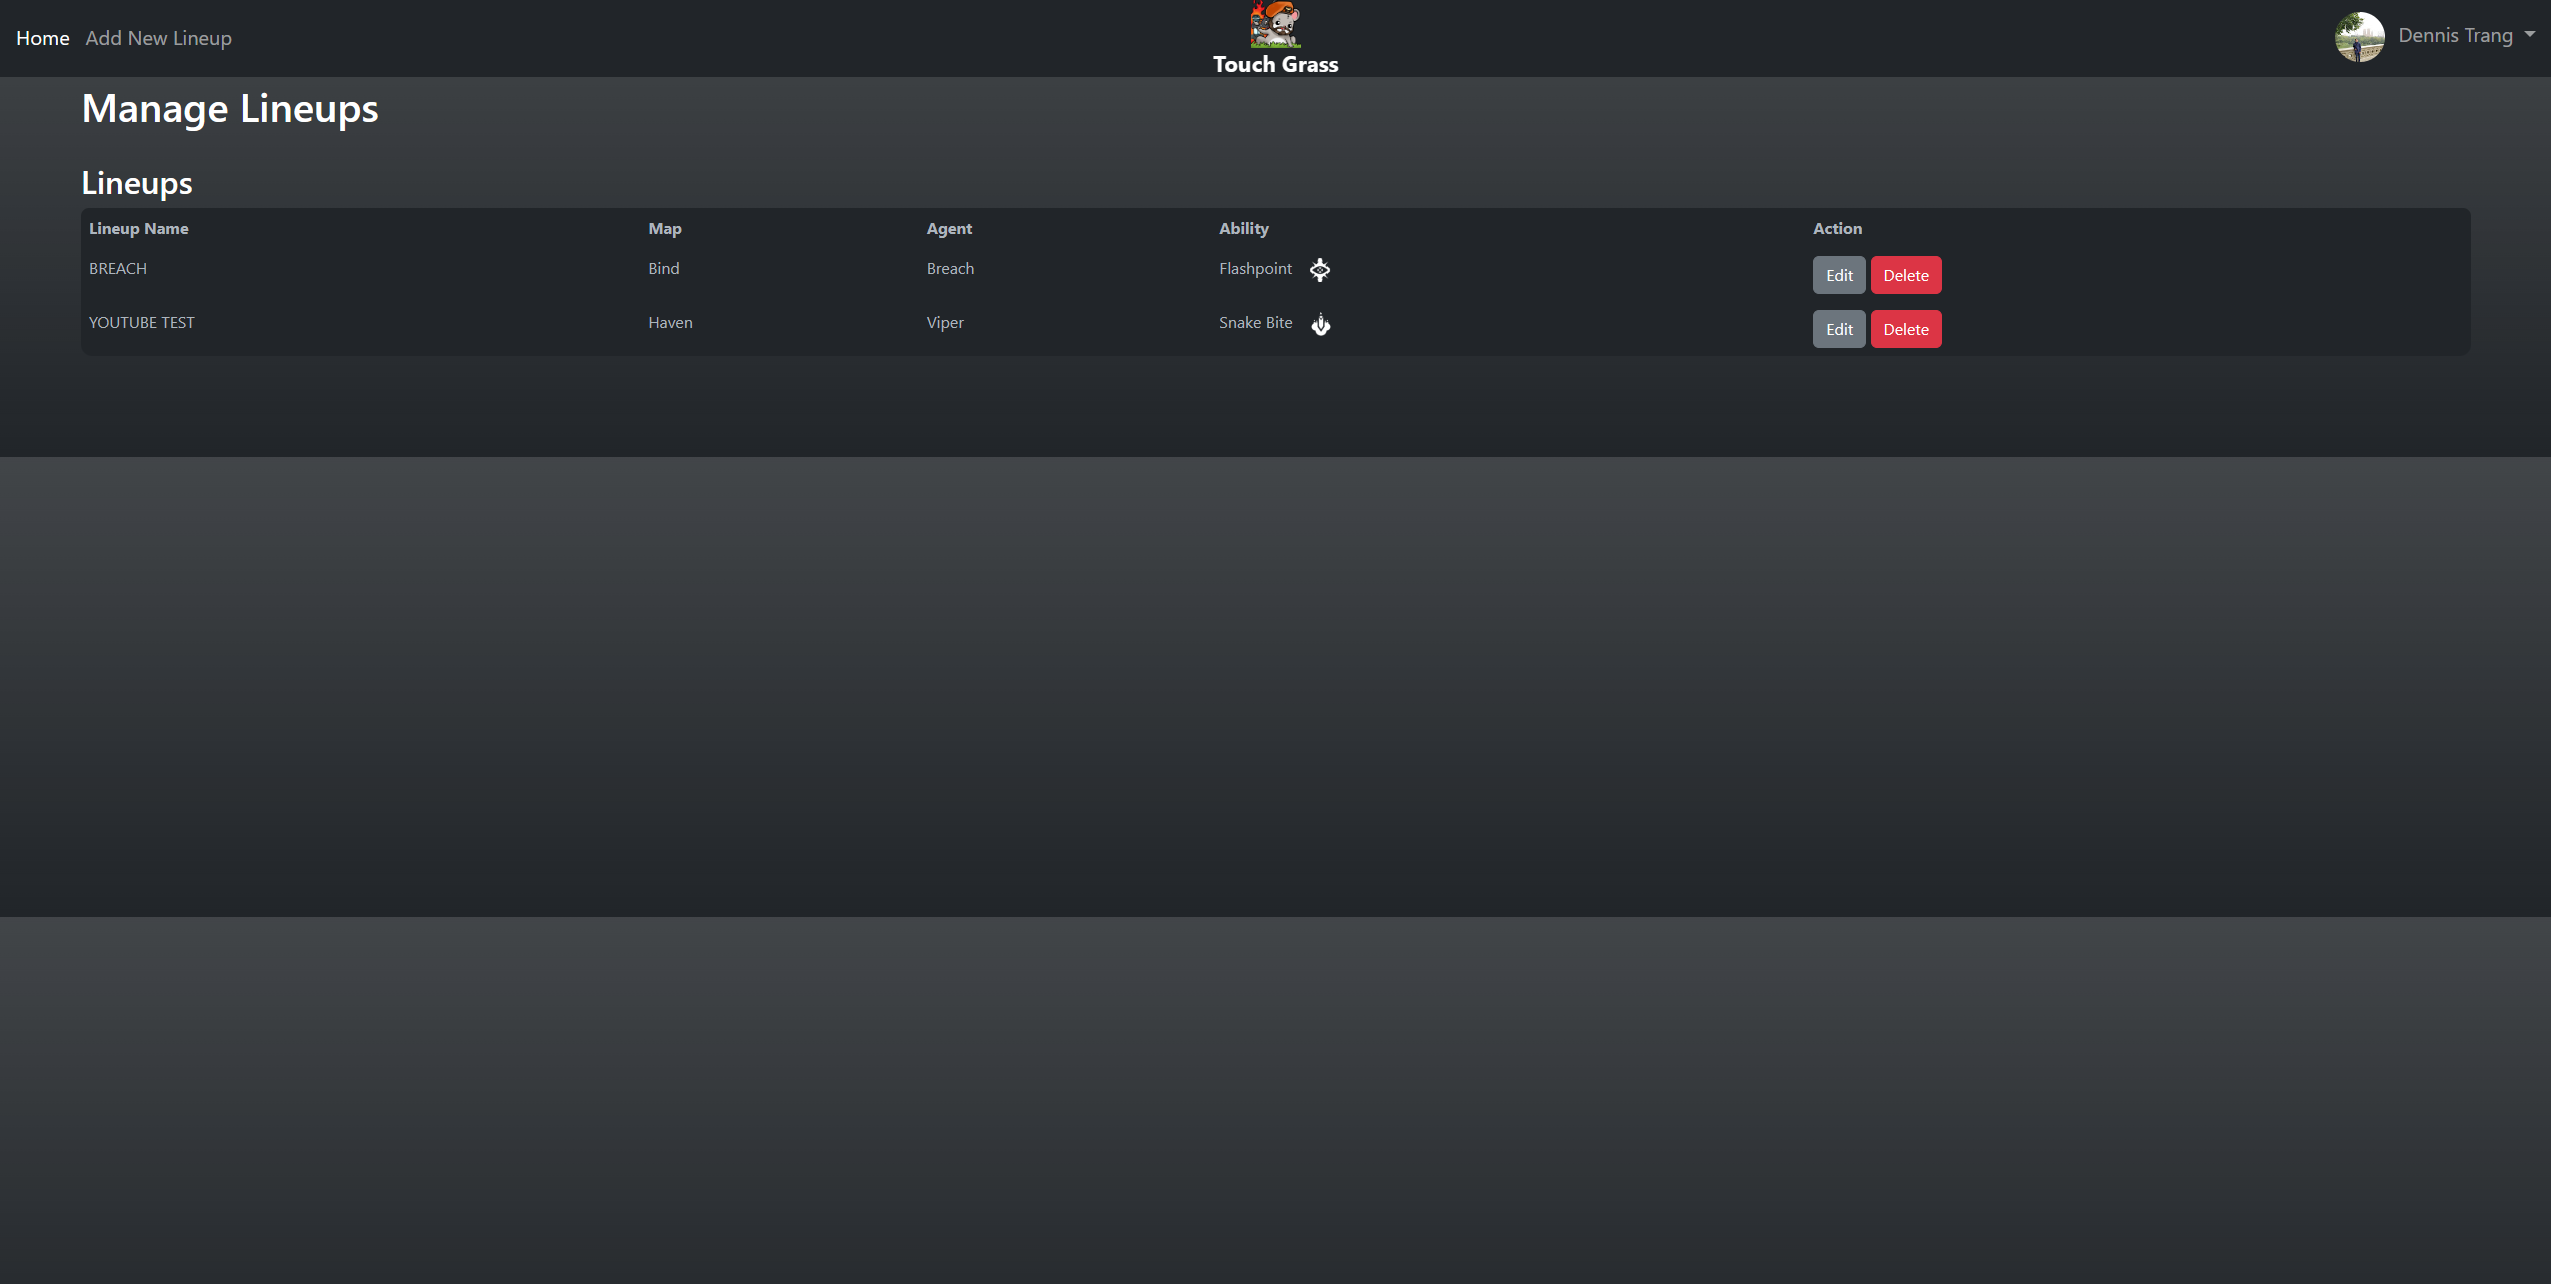 Home Add New Lineup
Touch Grass
Dennis Trang
Manage Lineups
Lineups
Lineup Name Map Agent Ability Action
BREACH Bind Breach Flashpoint Edit Delete
YOUTUBE TEST Haven Viper Snake Bite Edit Delete